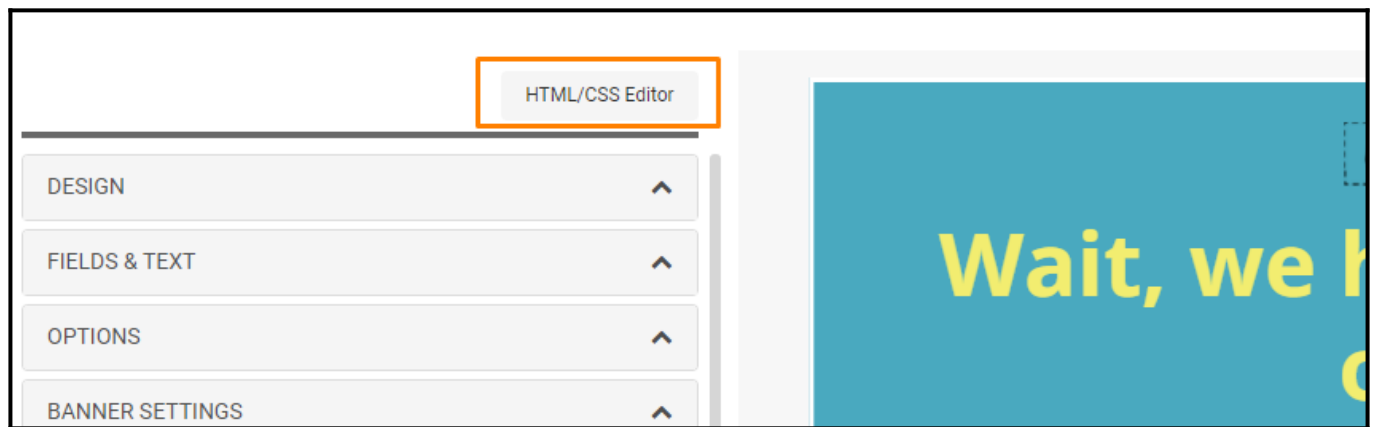 HTML/CSS Editor
DESIGN
FIELDS & TEXT
OPTIONS
BANNER SETTINGS
Wait, we